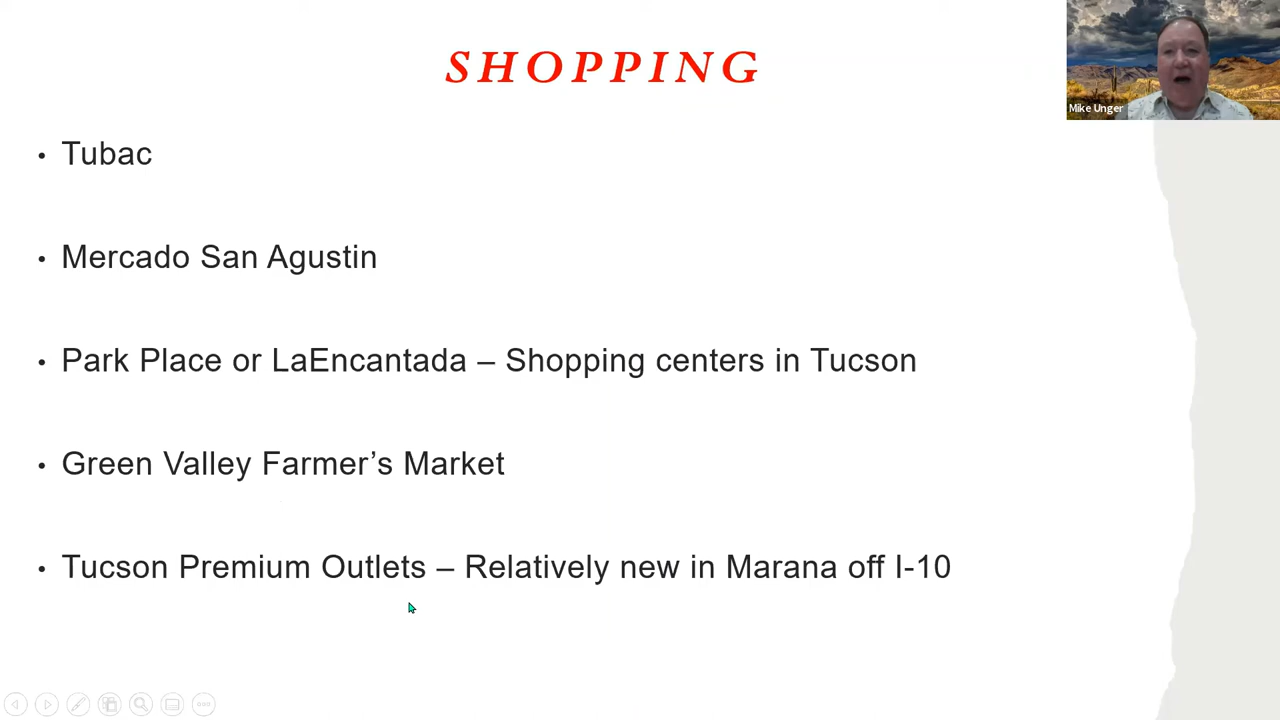 SHOPPING
Mike Unger
• Tubac
• Mercado San Agustin
• Park Place or LaEncantada – Shopping centers in Tucson
• Green Valley Farmer’s Market
• Tucson Premium Outlets – Relatively new in Marana off I-10